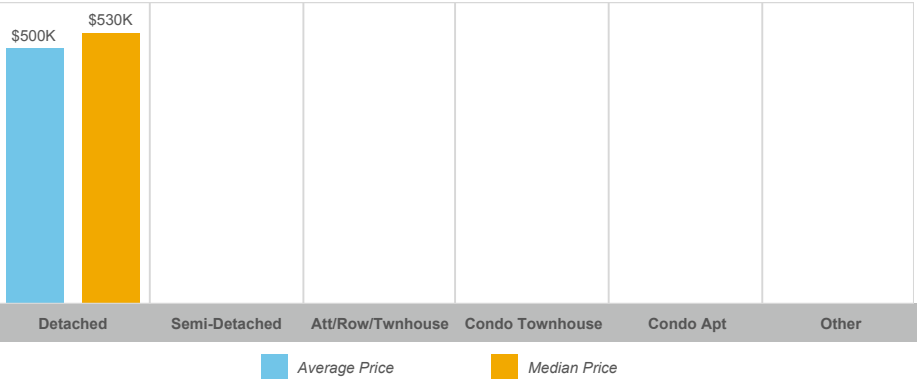 $500K
$530K
Detached
Semi-Detached
Att/Row/Twnhouse
Condo Townhouse
Condo Apt
Other
Average Price
Median Price